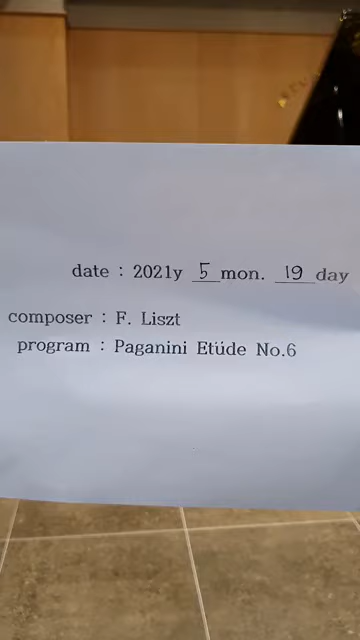 date : 2021y 5 mon. 19 day
composer : F. Liszt
program : Paganini Etüde No.6